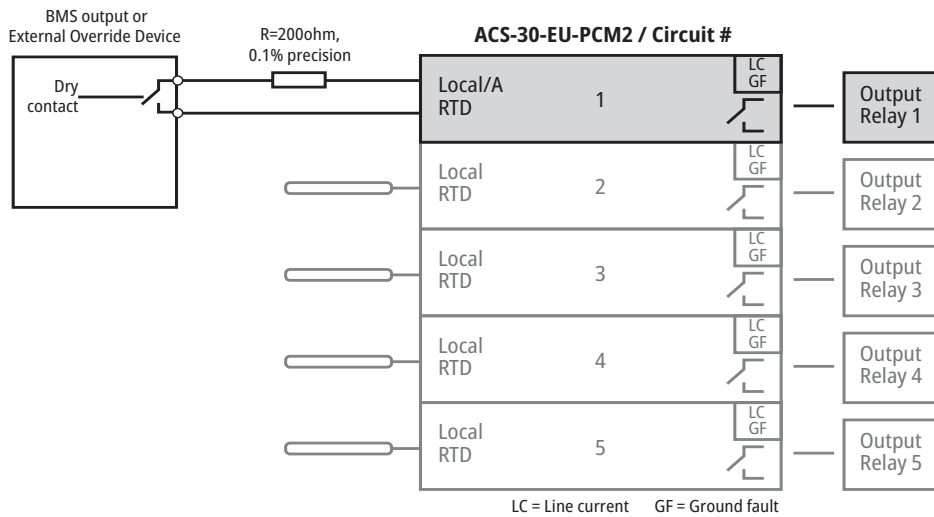 BMS output or
External Override Device
R=200ohm,
0.1% precision
ACS-30-EU-PCM2 / Circuit #
Dry
contact
Local/A
RTD
1
LC
GF
Output
Relay 1
Local
RTD
2
LC
GF
Output
Relay 2
Local
RTD
3
LC
GF
Output
Relay 3
Local
RTD
4
LC
GF
Output
Relay 4
Local
RTD
5
LC
GF
Output
Relay 5
LC = Line current GF = Ground fault